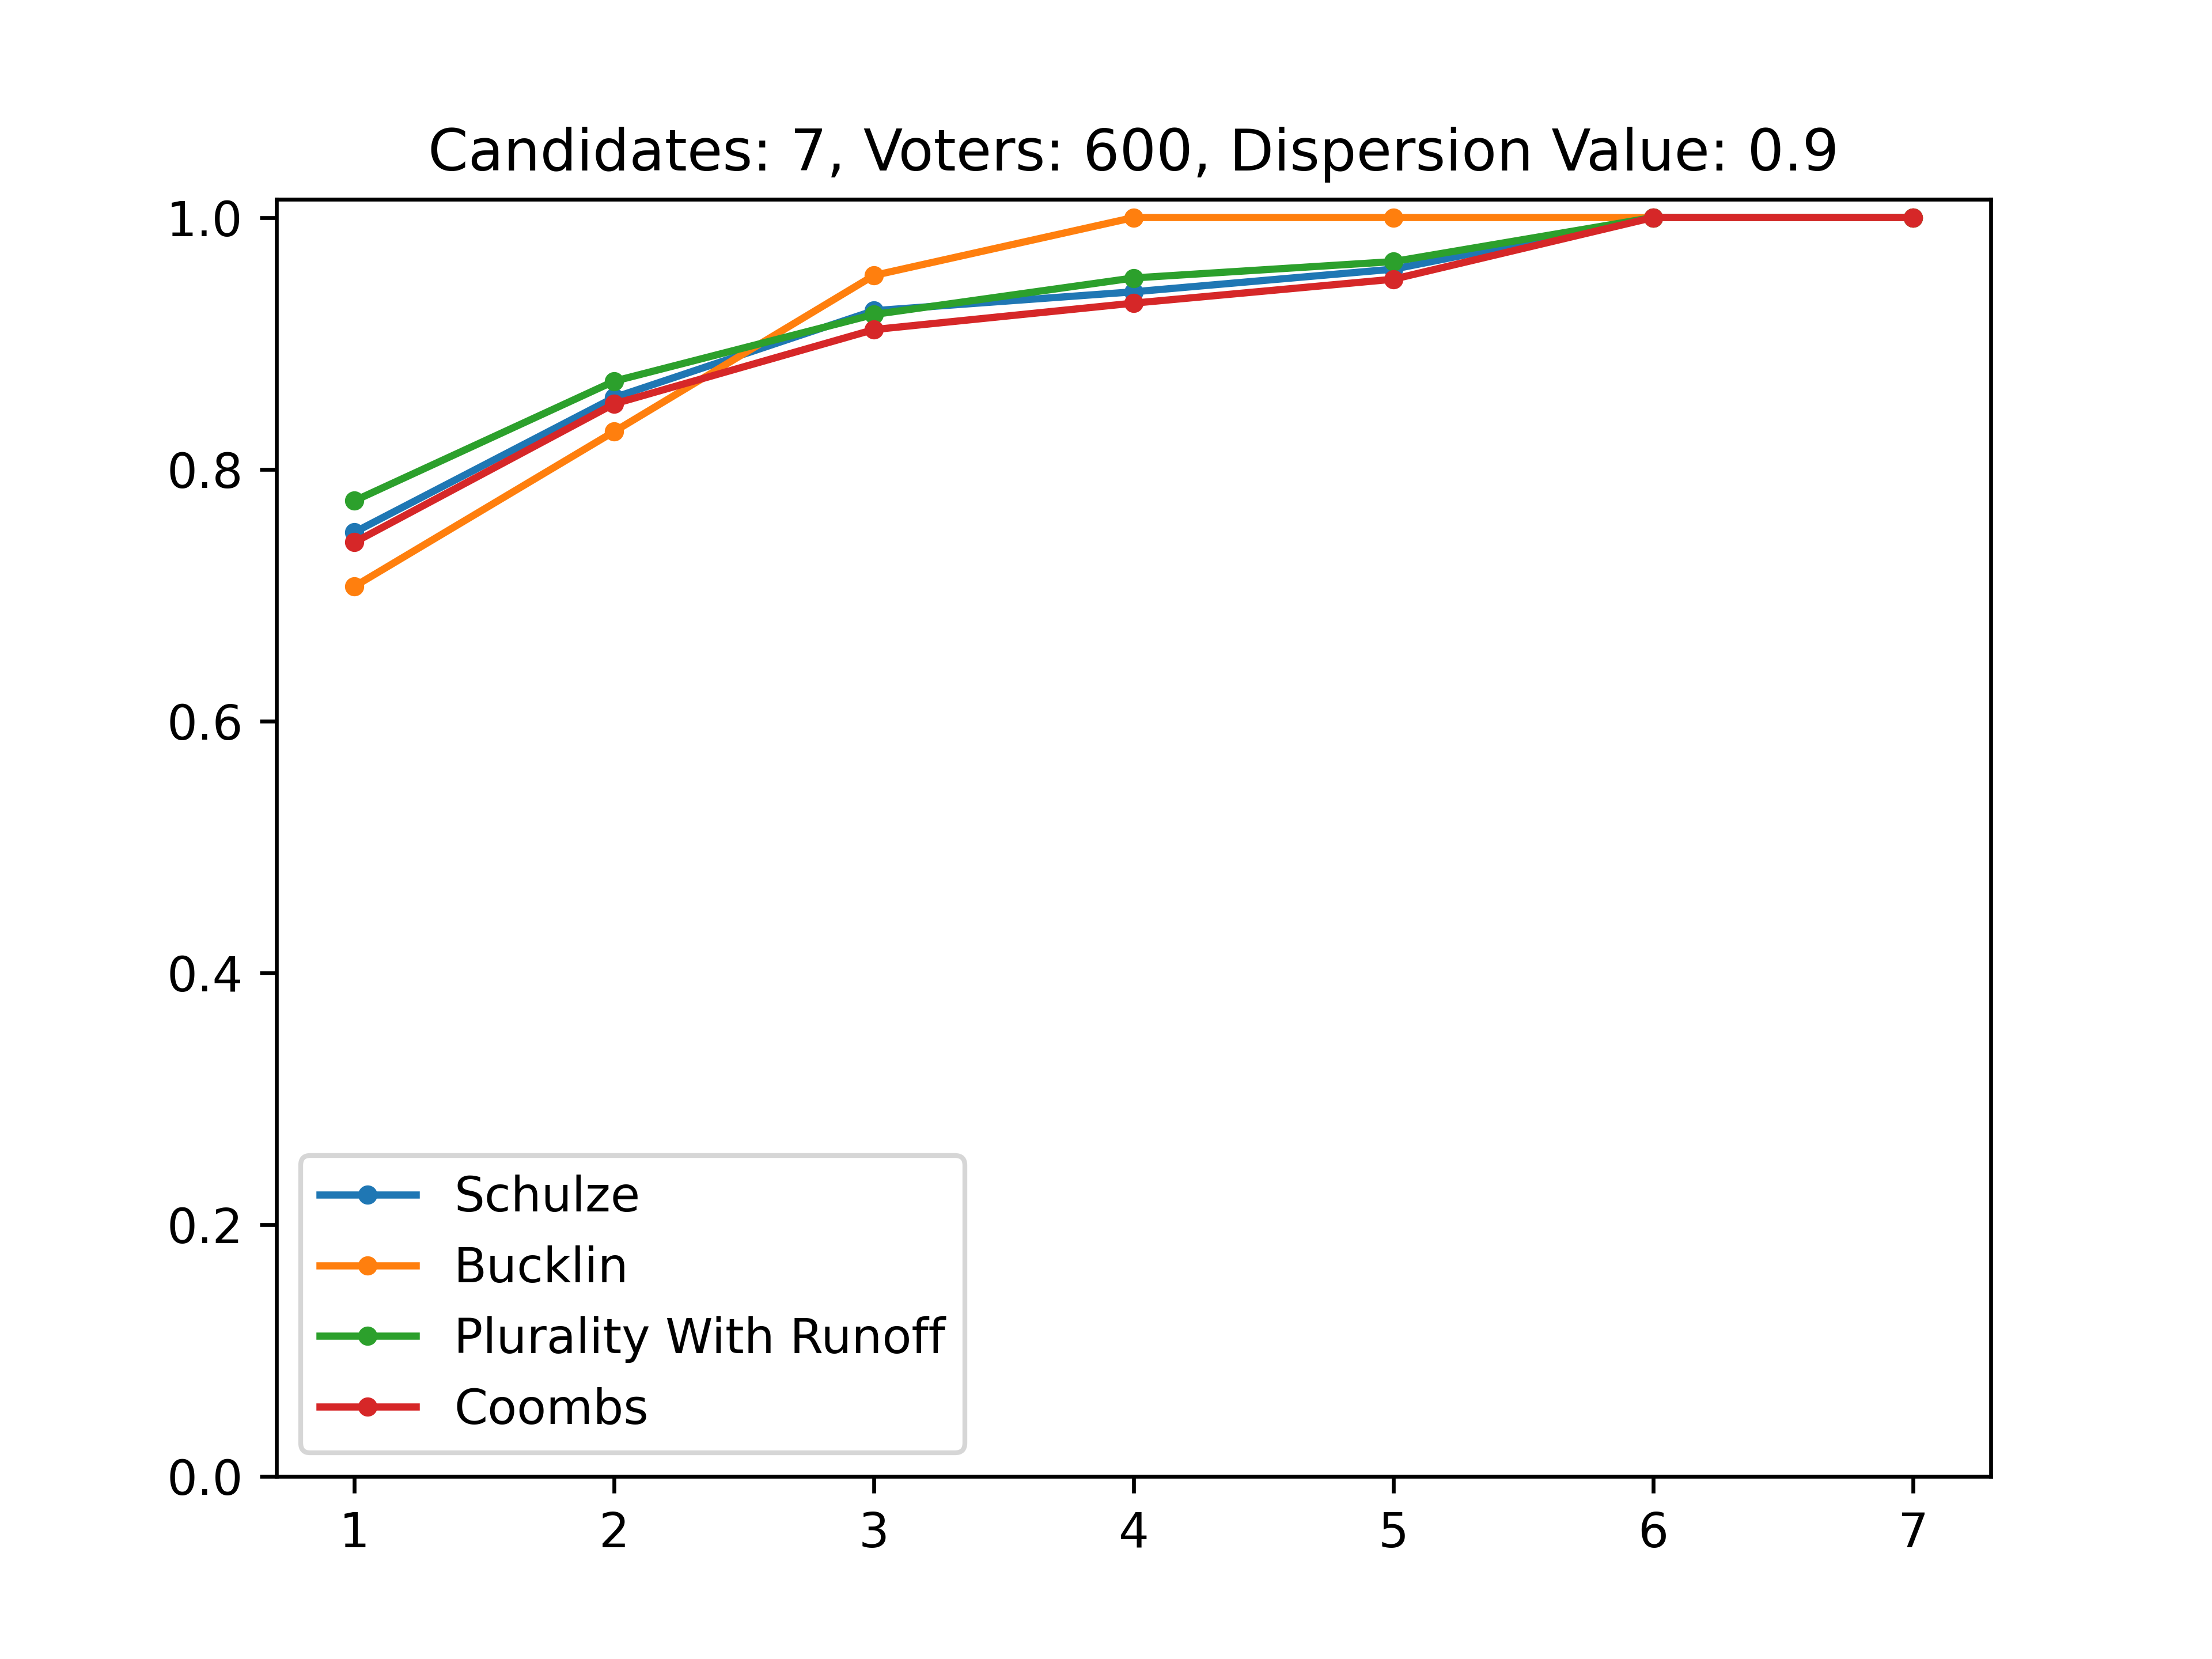 Candidates: 7, Voters: 600, Dispersion Value: 0.9
1.0
0.8
0.6
0.4
0.2
0.0
Schulze
Bucklin
Plurality With Runoff
Coombs
1 2 3 4 5 6 7